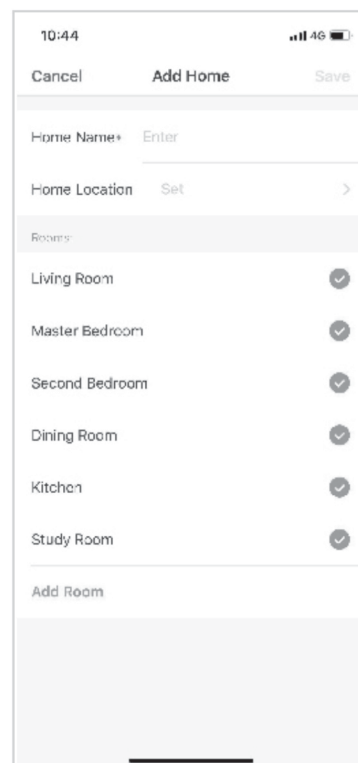 10:44 4G
Cancel Add Home Save
Home Name* Enter
Home Location Set
Rooms:
Living Room
Master Bedroom
Second Bedroom
Dining Room
Kitchen
Study Room
Add Room